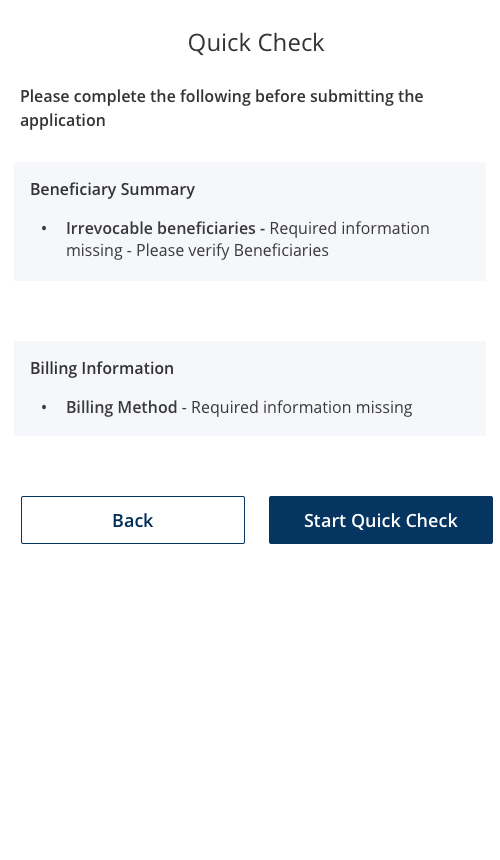 Quick Check
Please complete the following before submitting the
application
Beneficiary Summary
• Irrevocable beneficiaries - Required information
missing - Please verify Beneficiaries
Billing Information
• Billing Method - Required information missing
Back
Start Quick Check